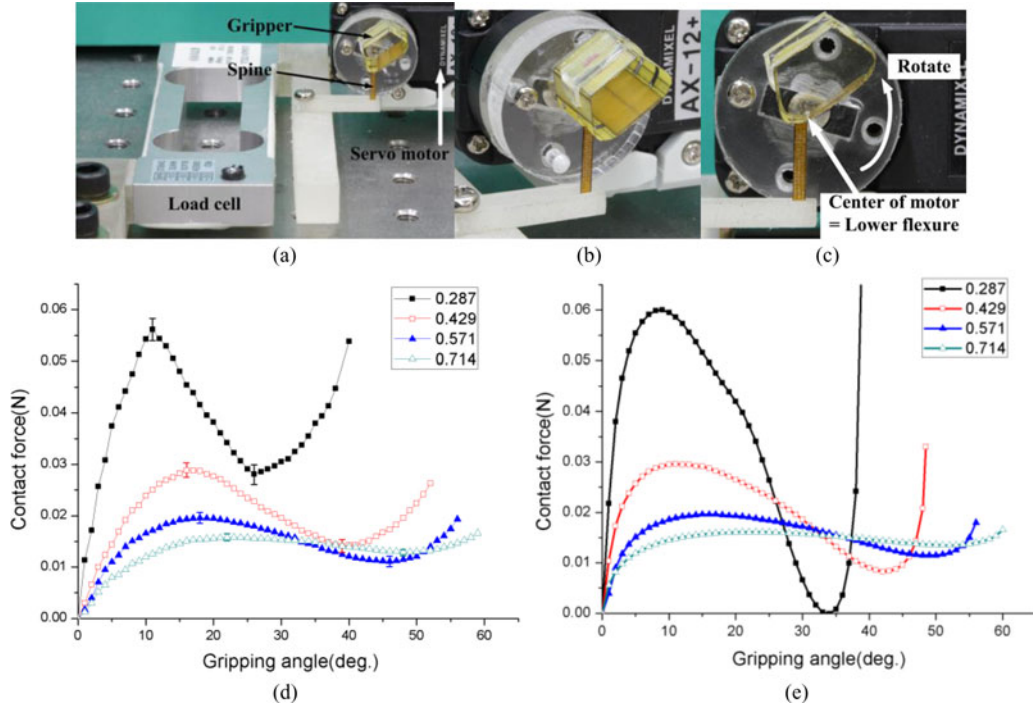 Gripper
Spine
Servo motor
Load cell
DYNAMIXEL
AX-12+
DYNAMIXEL
Rotate
Center of motor
= Lower flexure
(a)
(b)
(c)
0.287
0.429
0.571
0.714
0.06
0.05
0.04
0.03
0.02
0.01
0.00
Contact force(N)
0 10 20 30 40 50 60
Gripping angle(deg.)
(d)
0.287
0.429
0.571
0.714
0.06
0.05
0.04
0.03
0.02
0.01
0.00
Contact force(N)
0 10 20 30 40 50 60
Gripping angle(deg.)
(e)